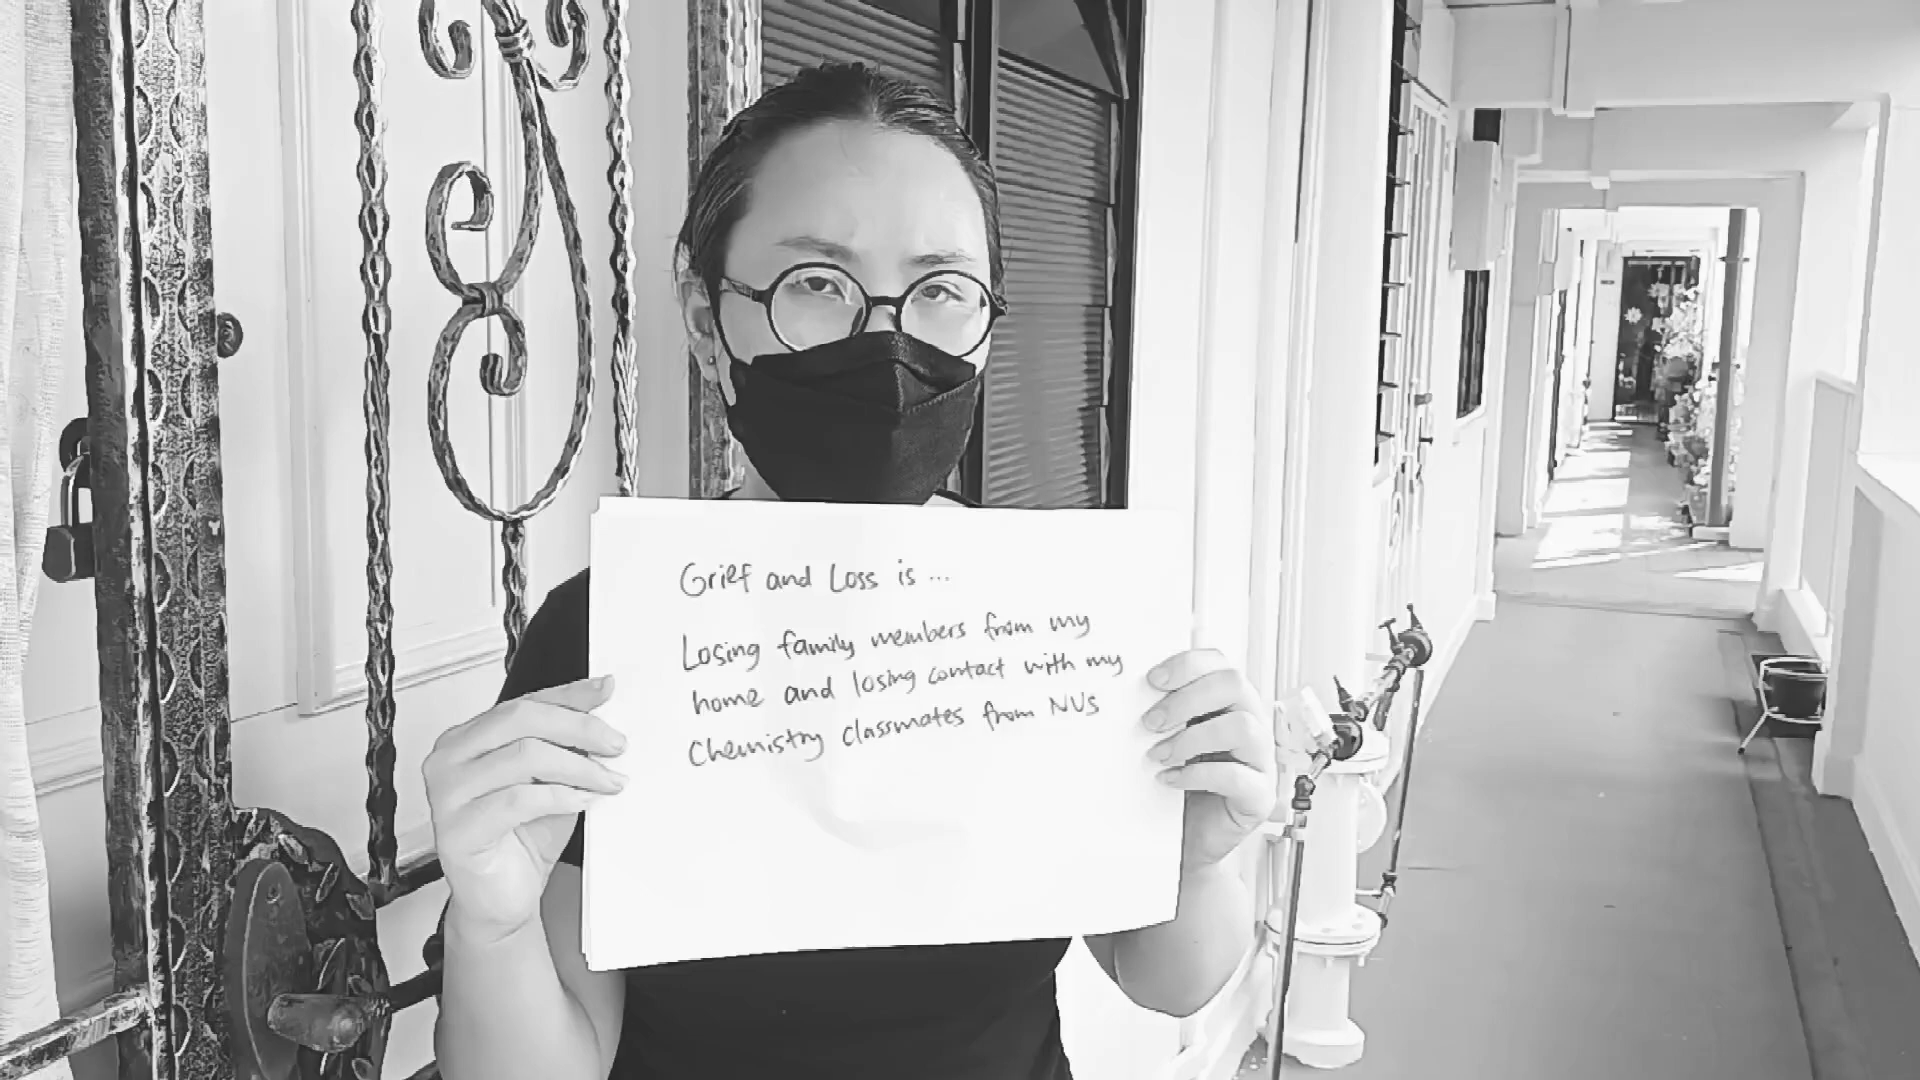 Grief and Loss is ...
Losing family members from my
home and losing contact with my
Chemistry classmates from NUS